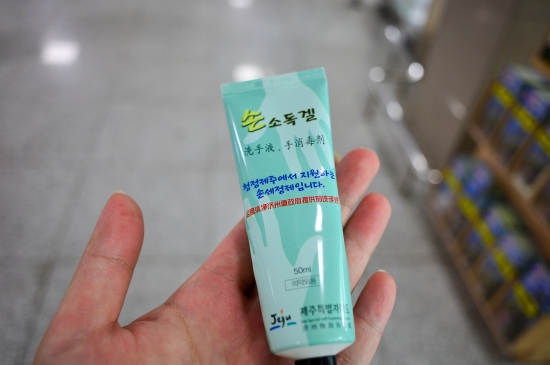 손소독겔
洗手液、手消毒剂
청정제주에서 지원하는
손세정제입니다.
50ml
Jeju
제주특별자치도